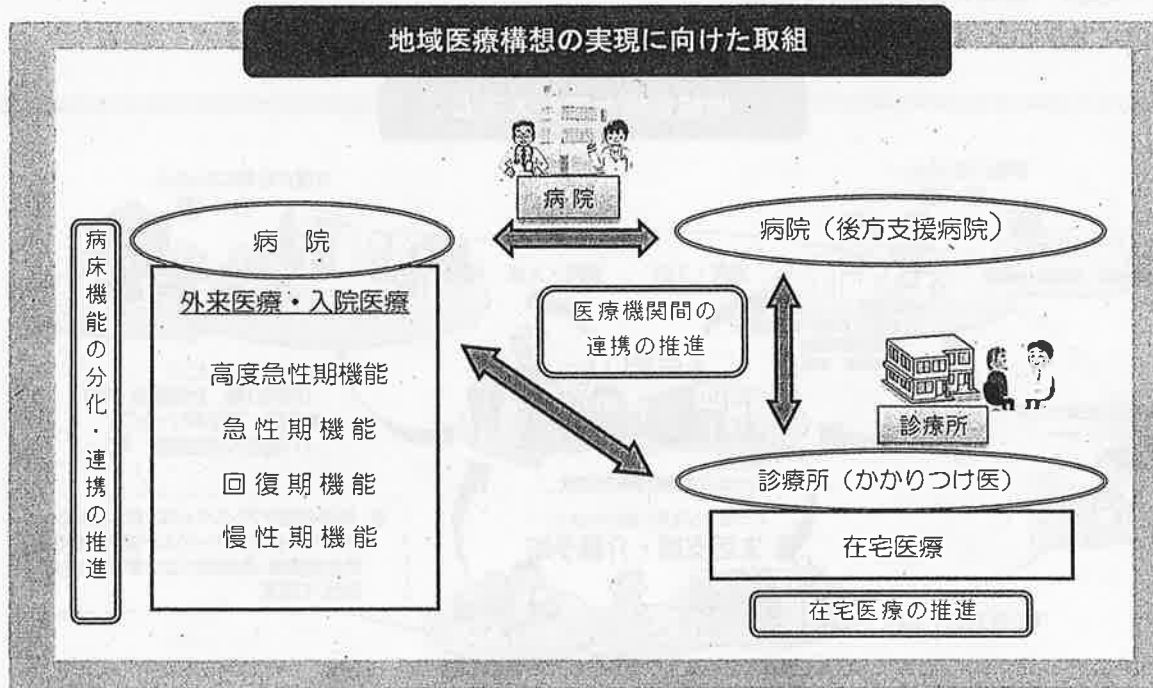 地域医療構想の実現に向けた取組
病院
病床機能の分化・連携の推進
病　院
外来医療・入院医療
高度急性期機能
急性期機能
回復期機能
慢性期機能
病院（後方支援病院）
医療機関間の
連携の推進
診療所
診療所（かかりつけ医）
在宅医療
在宅医療の推進